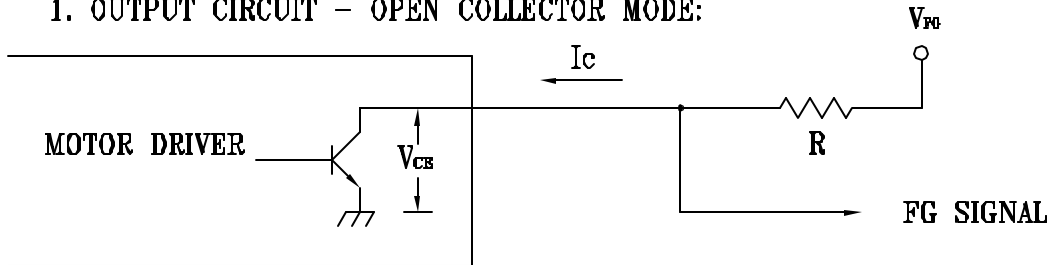 1. OUTPUT CIRCUIT - OPEN COLLECTOR MODE:
VFG
Ic
MOTOR DRIVER
VCE
R
FG SIGNAL